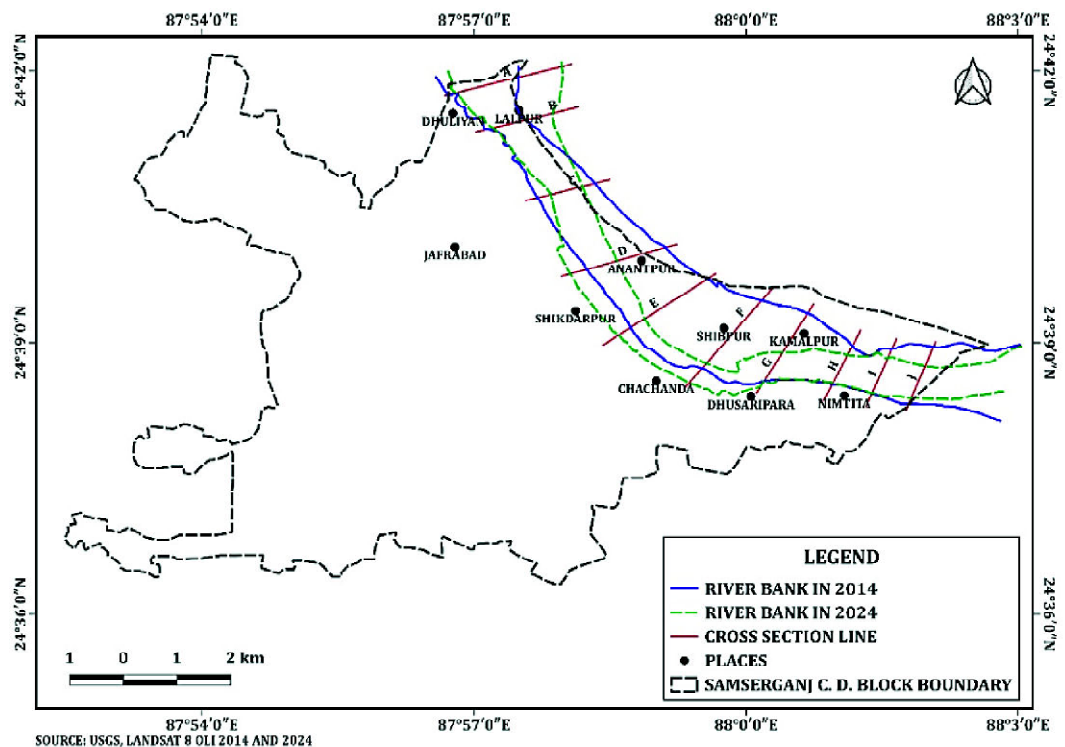 87°54'0"E 87°57'0"E 88°0'0"E 88°3'0"E
24°42'0"N 24°42'0"N
A
B
DHULIYAN LALPUR
C
D
JAFRABAD ANANTPUR
E F
SHIKDARPUR SHIBPUR KAMALPUR
24°39'0"N 24°39'0"N
G H I J
CHACHANDA
DHUSARIPARA NIMTITA
LEGEND
RIVER BANK IN 2014
RIVER BANK IN 2024
CROSS SECTION LINE
PLACES
SAMSERGANJ C. D. BLOCK BOUNDARY
24°36'0"N 24°36'0"N
1 0 1 2 km
87°54'0"E 87°57'0"E 88°0'0"E 88°3'0"E
SOURCE: USGS, LANDSAT 8 OLI 2014 AND 2024